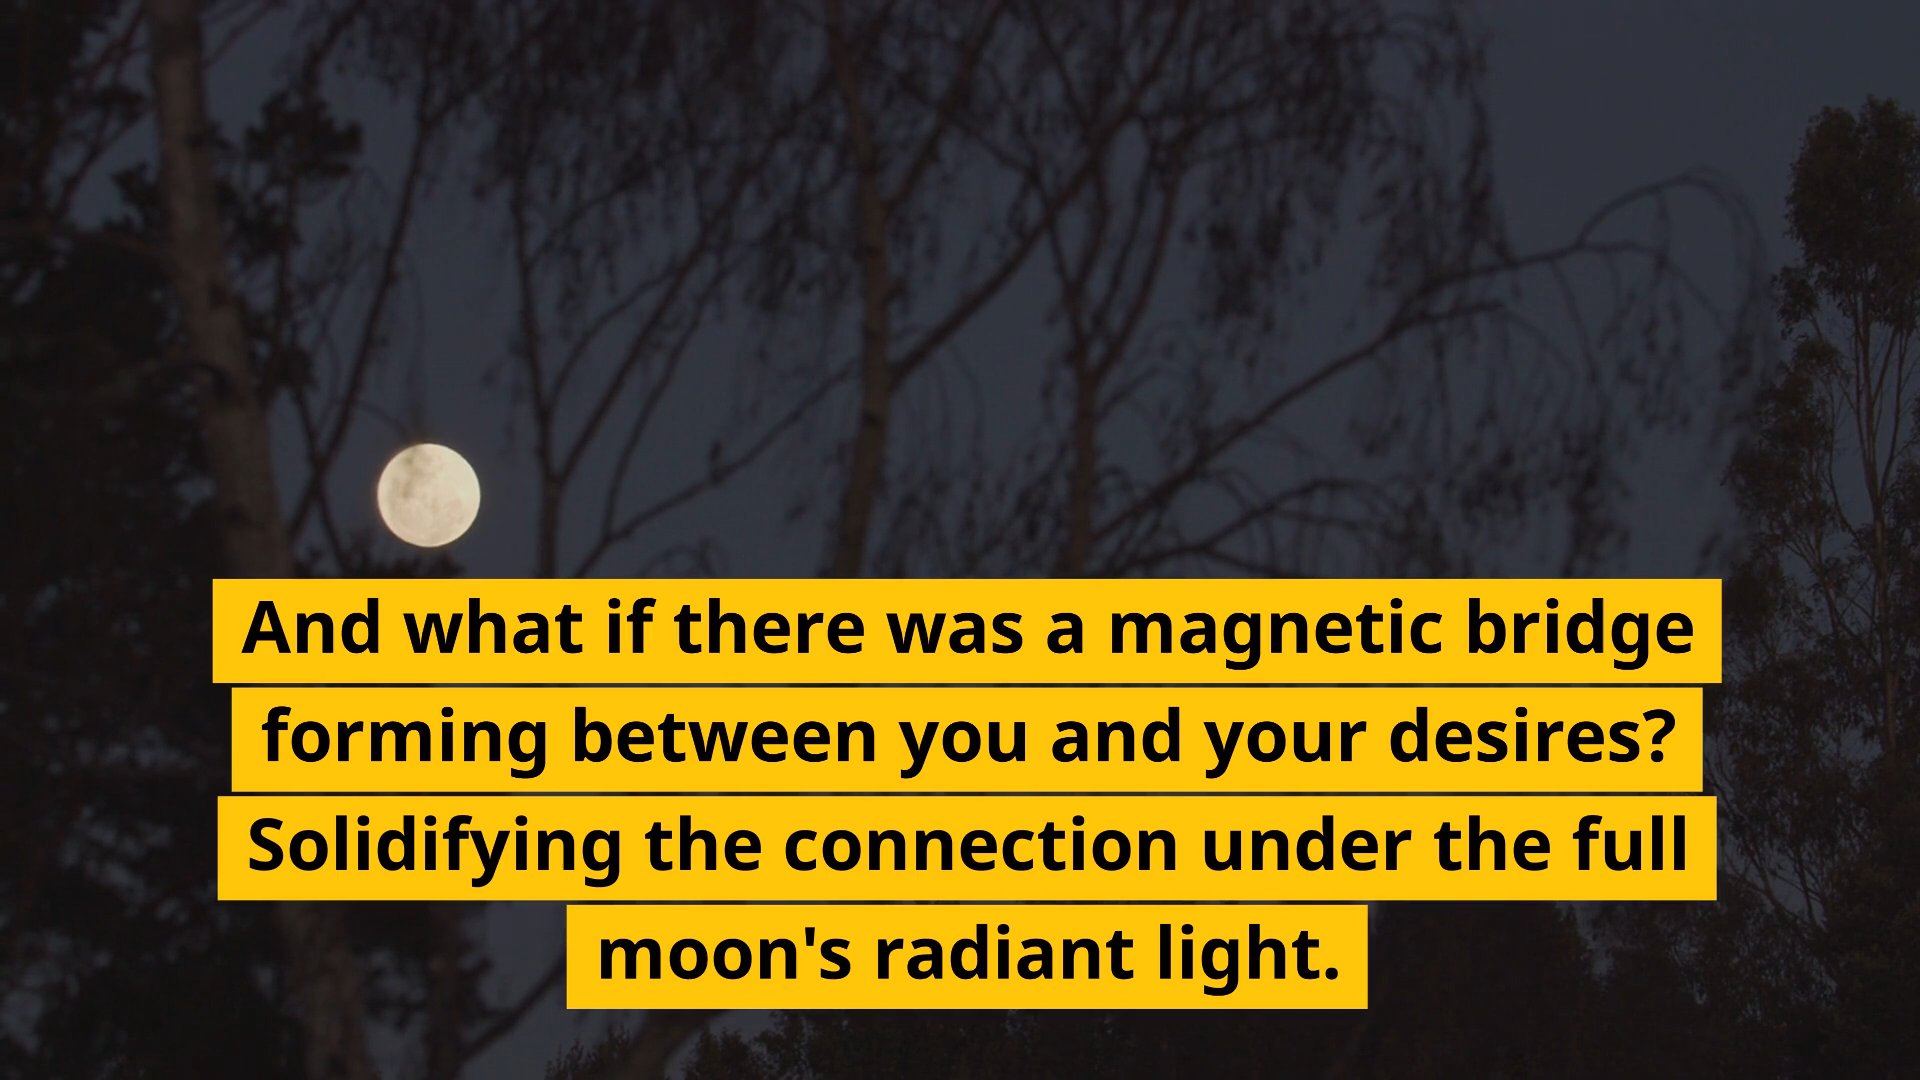 And what if there was a magnetic bridge
forming between you and your desires?
Solidifying the connection under the full
moon's radiant light.